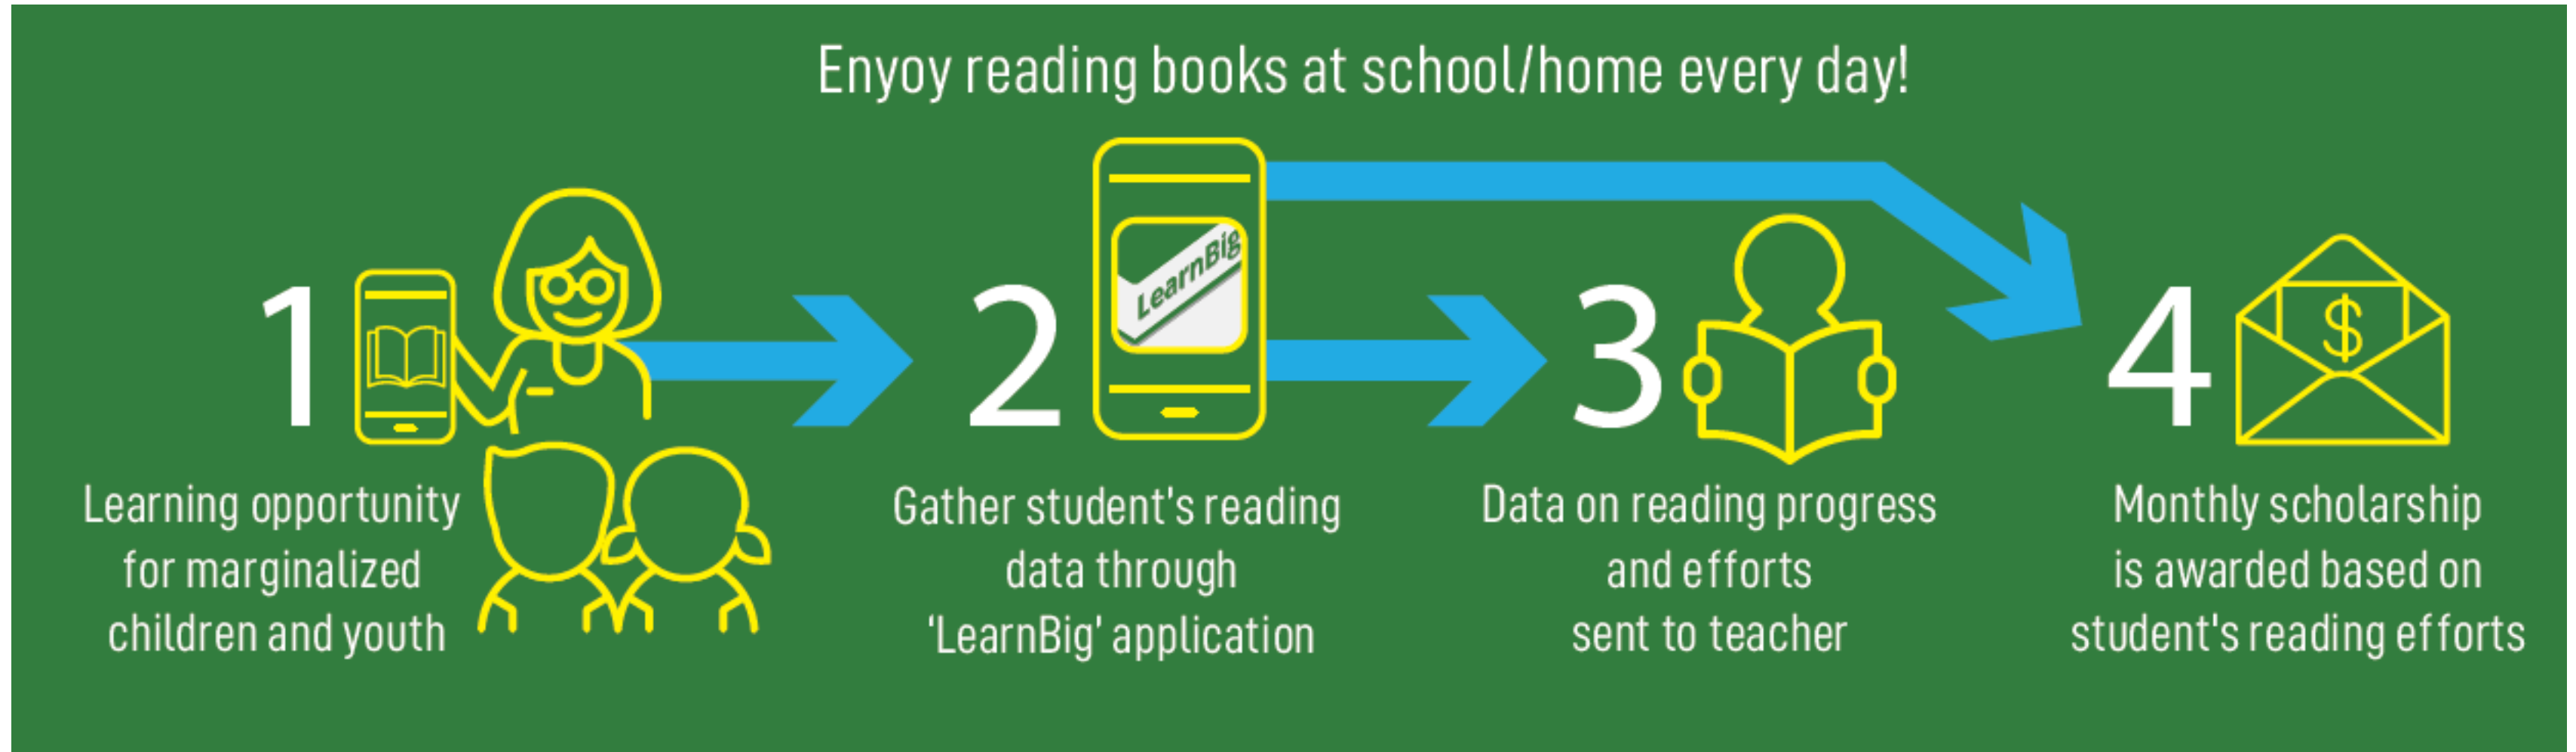 Enyoy reading books at school/home every day!
1
Learning opportunity
for marginalized
children and youth
2
LearnBig
Gather student's reading
data through
‘LearnBig’ application
3
Data on reading progress
and efforts
sent to teacher
4
$
Monthly scholarship
is awarded based on
student's reading efforts